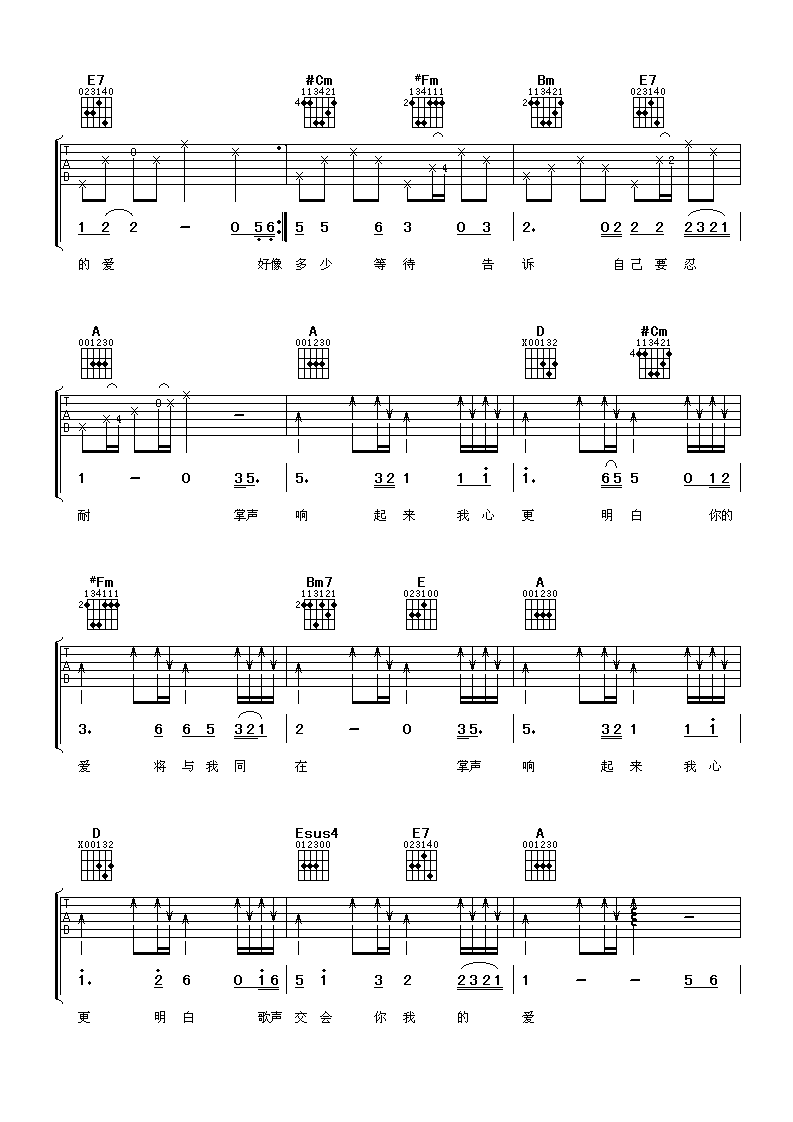 E7 #Cm #Fm Bm E7
023140 113421 134111 113421 023140
4 2 2
T A B 0 4 2
1 2 2 - 0 5 6 5 5 6 3 0 3 2. 0 2 2 2 2 3 2 1
的 爱 好像 多 少 等 待 告 诉 自 己 要 忍
A A D #Cm
001230 001230 X00132 113421
4
T A B 4 0 -
1 - 0 3 5. 5. 3 2 1 1 1 1. 6 5 5 0 1 2
耐 掌声 响 起 来 我 心 更 明 白 你的
#Fm Bm7 E A
134111 113121 023100 001230
2 2
T A B
3. 6 6 5 3 2 1 2 - 0 3 5. 5. 3 2 1 1 1
爱 将 与 我 同 在 掌声 响 起 来 我 心
D Esus4 E7 A
X00132 012300 023140 001230
T A B -
1. 2 6 0 1 6 5 1 3 2 2 3 2 1 1 - - 5 6
更 明 白 歌声 交 会 你 我 的 爱